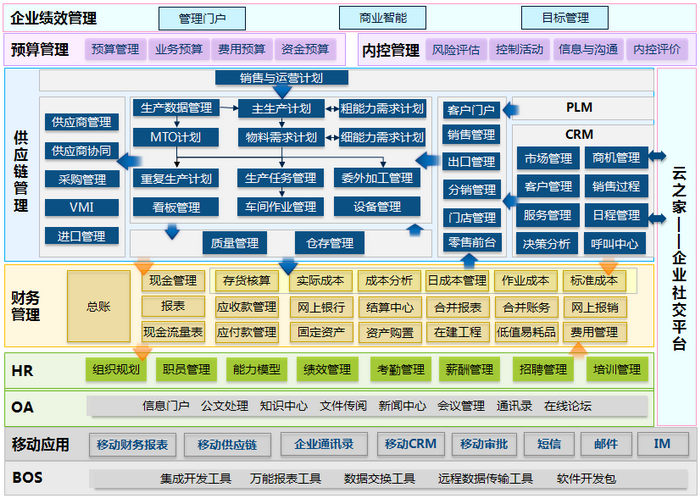 企业绩效管理 管理门户 商业智能 目标管理
预算管理 预算管理 业务预算 费用预算 资金预算
内控管理 风险评估 控制活动 信息与沟通 内控评价
供应链管理
销售与运营计划
供应商管理
供应商协同
采购管理
VMI
进口管理
生产数据管理 主生产计划 粗能力需求计划
MTO计划 物料需求计划 细能力需求计划
重复生产计划 生产任务管理 委外加工管理
看板管理 车间作业管理 设备管理
质量管理 仓存管理
客户门户
销售管理
出口管理
分销管理
门店管理
零售前台
PLM
CRM
市场管理 商机管理
客户管理 销售过程
服务管理 日程管理
决策分析 呼叫中心
云之家——企业社交平台
财务管理
总账
现金管理 存货核算 实际成本 成本分析 日成本管理 作业成本 标准成本
报表 应收款管理 网上银行 结算中心 合并报表 合并账务 网上报销
现金流量表 应付款管理 固定资产 资产购置 在建工程 低值易耗品 费用管理
HR 组织规划 职员管理 能力模型 绩效管理 考勤管理 薪酬管理 招聘管理 培训管理
OA 信息门户 公文处理 知识中心 文件传阅 新闻中心 会议管理 通讯录 在线论坛
移动应用 移动财务报表 移动供应链 企业通讯录 移动CRM 移动审批 短信 邮件 IM
BOS 集成开发工具 万能报表工具 数据交换工具 远程数据传输工具 软件开发包